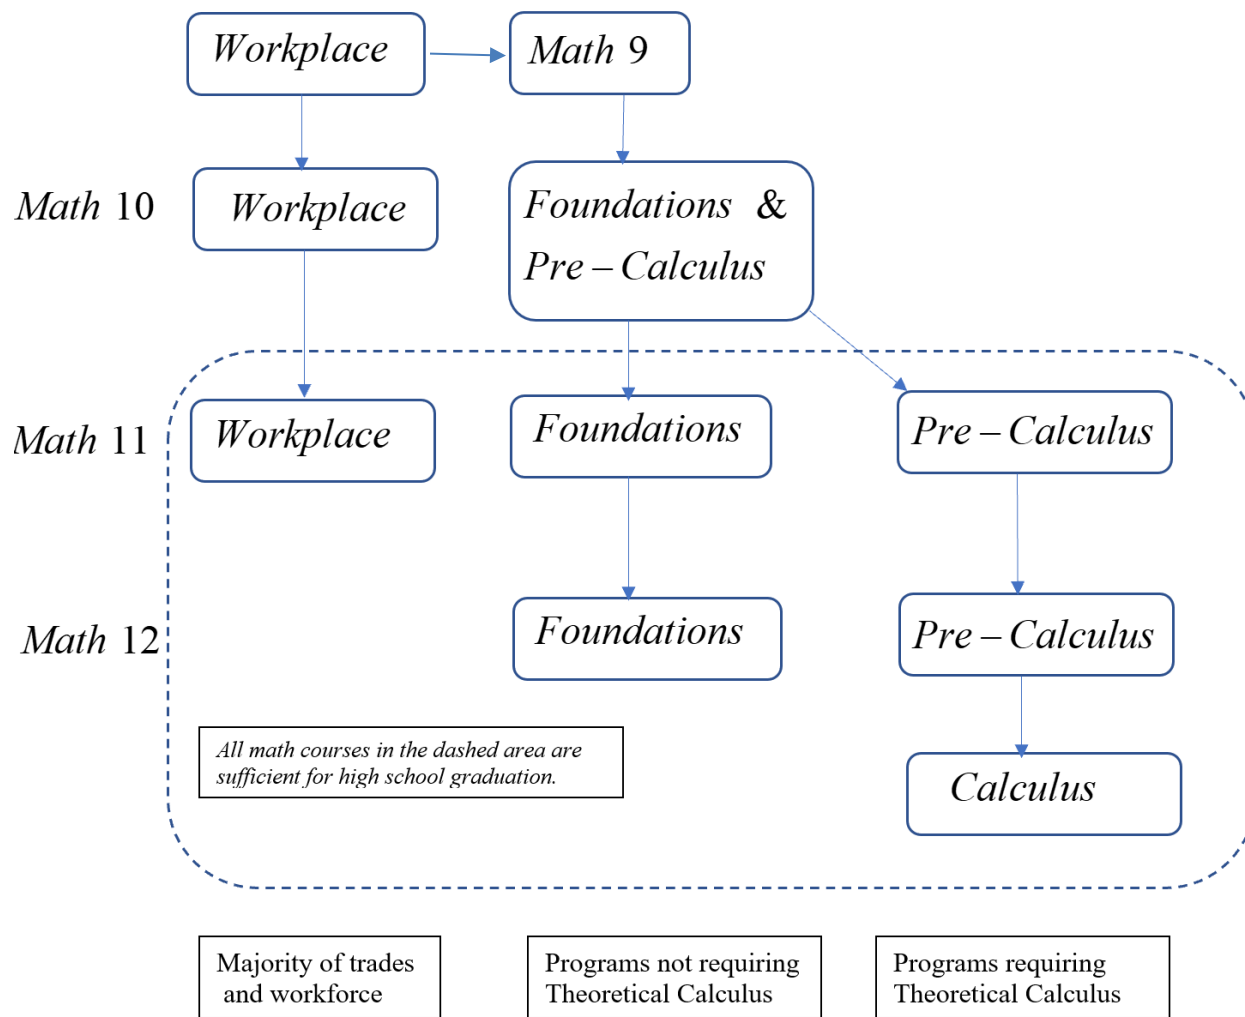 Workplace
Math 9
Math 10
Workplace
Foundations &
Pre – Calculus
Math 11
Workplace
Foundations
Pre – Calculus
Math 12
Foundations
Pre – Calculus
All math courses in the dashed area are
sufficient for high school graduation.
Calculus
Majority of trades
and workforce
Programs not requiring
Theoretical Calculus
Programs requiring
Theoretical Calculus